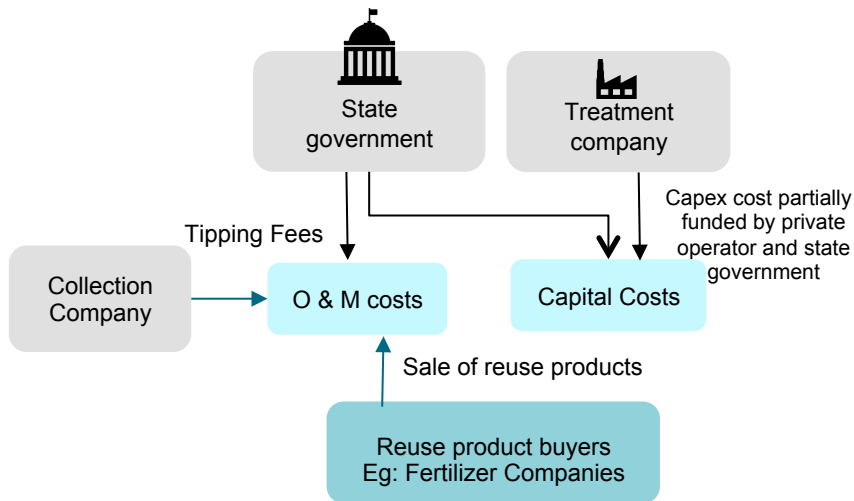 State
government
Treatment
company
Capex cost partially
funded by private
operator and state
government
Tipping Fees
Collection
Company
O & M costs
Capital Costs
Sale of reuse products
Reuse product buyers
Eg: Fertilizer Companies